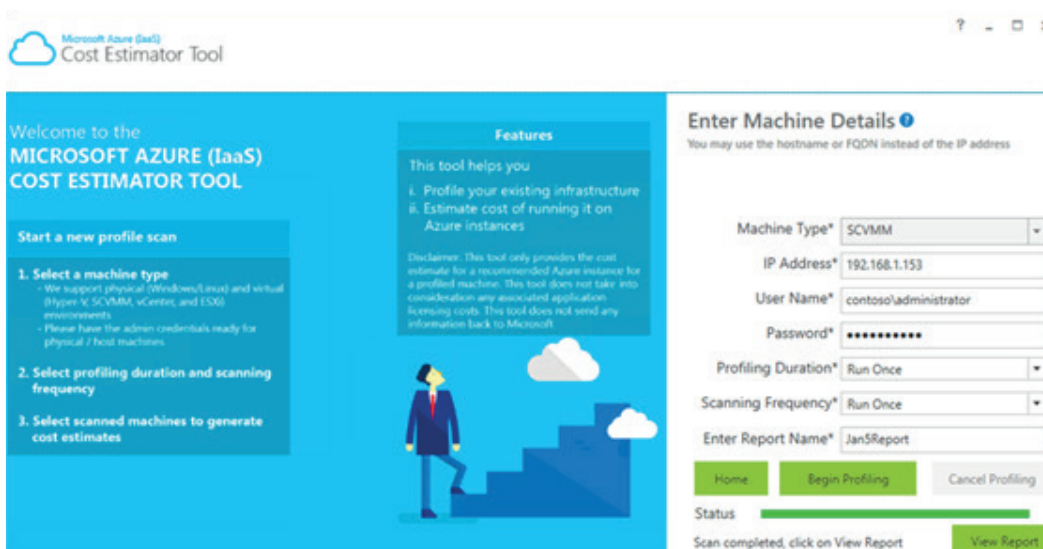 Microsoft Azure (IaaS)
Cost Estimator Tool
?
Welcome to the
MICROSOFT AZURE (IaaS)
COST ESTIMATOR TOOL
Start a new profile scan
1. Select a machine type
- We support physical (Windows/Linux) and virtual
(Hyper-V, SCVMM, vCenter, and ESXi)
environments
- Please have the admin credentials ready for
physical / host machines
2. Select profiling duration and scanning
frequency
3. Select scanned machines to generate
cost estimates
Features
This tool helps you
i. Profile your existing infrastructure
ii. Estimate cost of running it on
Azure instances
Disclaimer: This tool only provides the cost
estimate for a recommended Azure instance for
a profiled machine. This tool does not take into
consideration any associated application
licensing costs. This tool does not send any
information back to Microsoft
Enter Machine Details ?
You may use the hostname or FQDN instead of the IP address
Machine Type* SCVMM
IP Address* 192.168.1.153
User Name* contoso\administrator
Password* ••••••••••
Profiling Duration* Run Once
Scanning Frequency* Run Once
Enter Report Name* Jan5Report
Home Begin Profiling Cancel Profiling
Status
Scan completed, click on View Report View Report